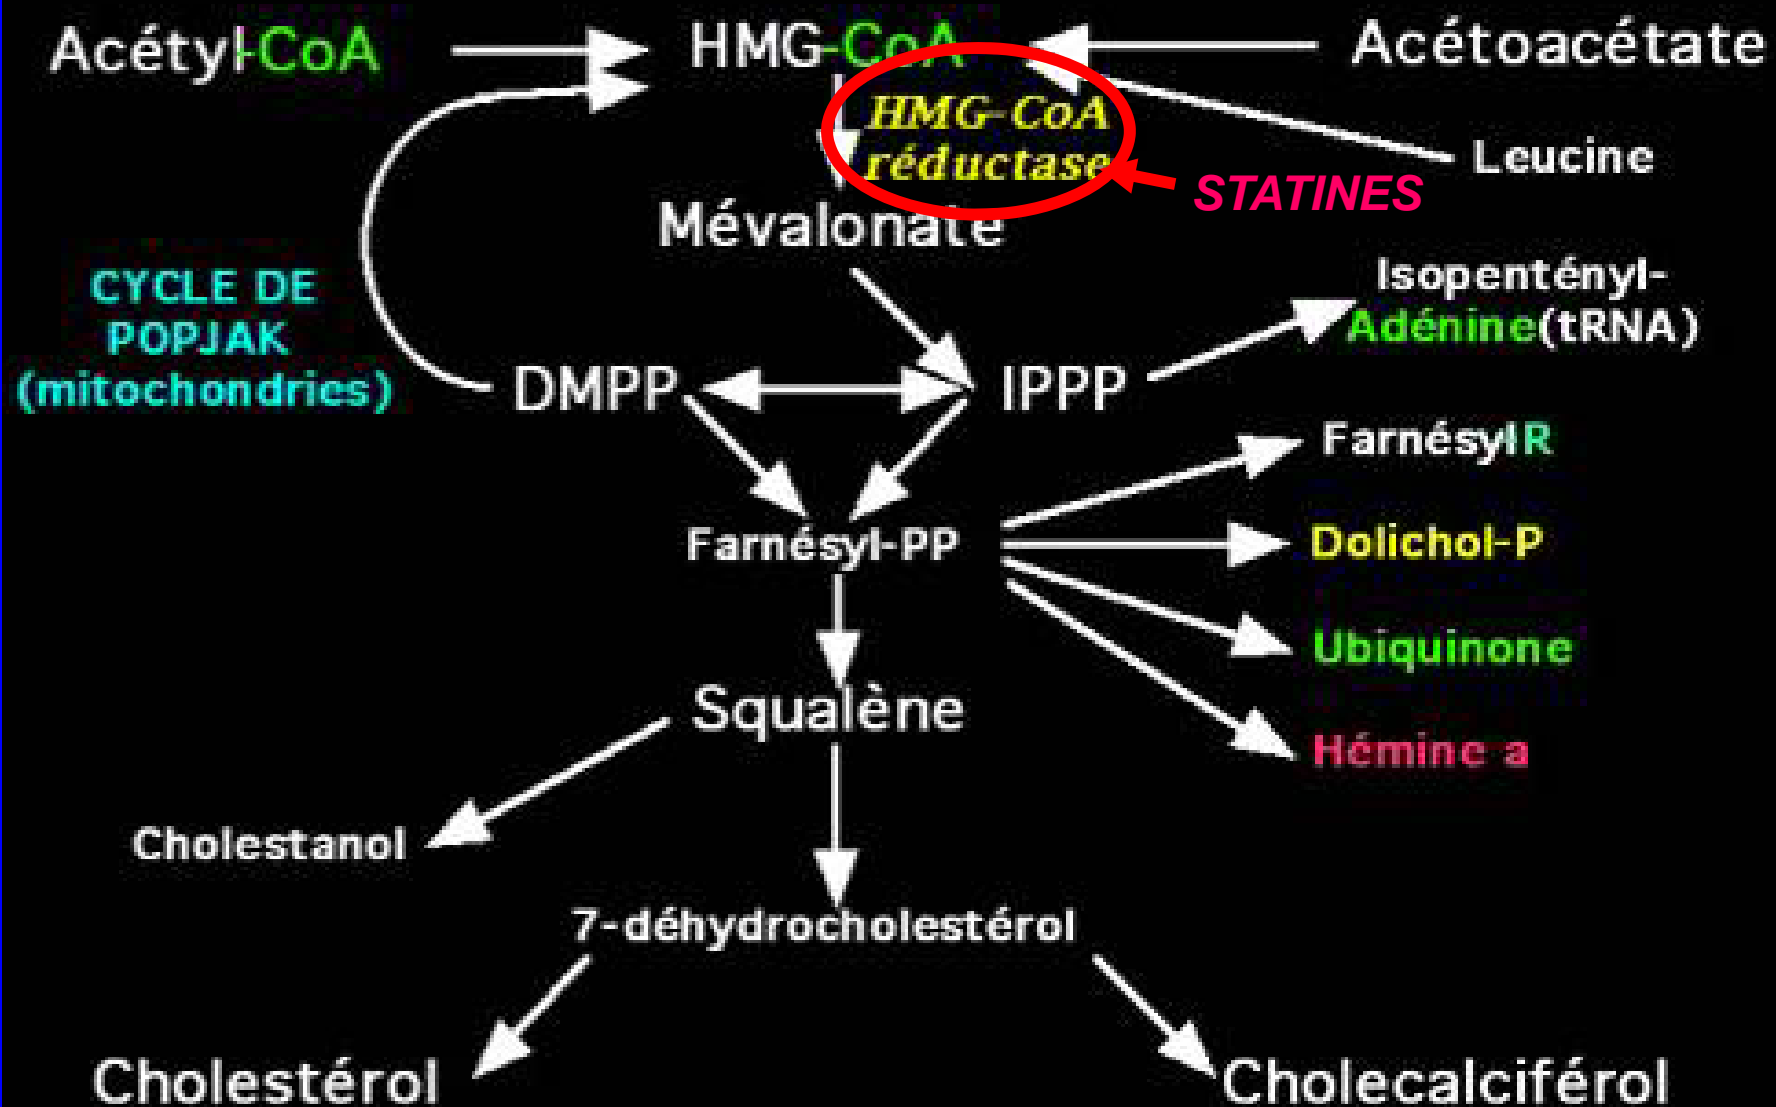 Acétyl-CoA
HMG-CoA
Acétoacétate
HMG-CoA
réductase
Leucine
STATINES
Mévalonate
CYCLE DE
POPJAK
(mitochondries)
Isopentényl-
Adénine(tRNA)
DMPP
IPPP
FarnésylR
Farnésyl-PP
Dolichol-P
Ubiquinone
Squalène
Hémine a
Cholestanol
7-déhydrocholestérol
Cholestérol
Cholecalciférol